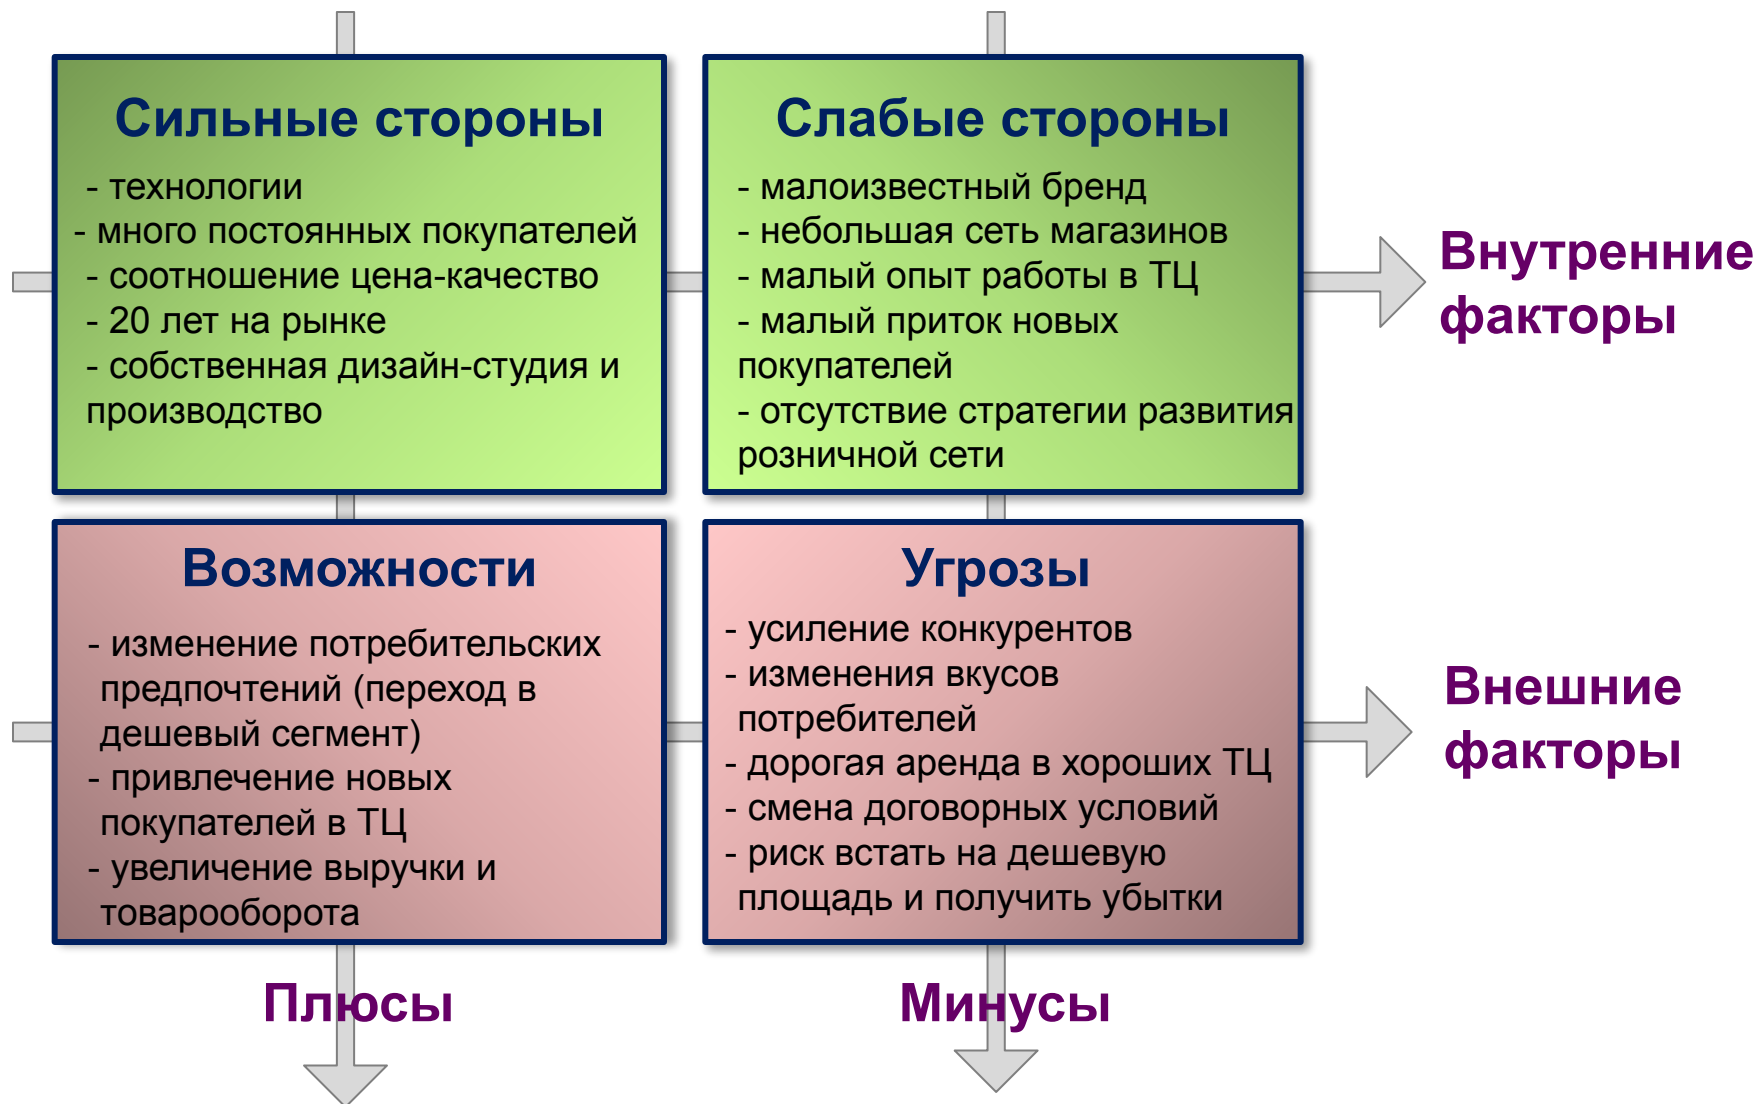 Сильные стороны
- технологии
- много постоянных покупателей
- соотношение цена-качество
- 20 лет на рынке
- собственная дизайн-студия и
производство
Слабые стороны
- малоизвестный бренд
- небольшая сеть магазинов
- малый опыт работы в ТЦ
- малый приток новых
покупателей
- отсутствие стратегии развития
розничной сети
Внутренние
факторы
Возможности
- изменение потребительских
предпочтений (переход в
дешевый сегмент)
- привлечение новых
покупателей в ТЦ
- увеличение выручки и
товарооборота
Угрозы
- усиление конкурентов
- изменения вкусов
потребителей
- дорогая аренда в хороших ТЦ
- смена договорных условий
- риск встать на дешевую
площадь и получить убытки
Внешние
факторы
Плюсы
Минусы